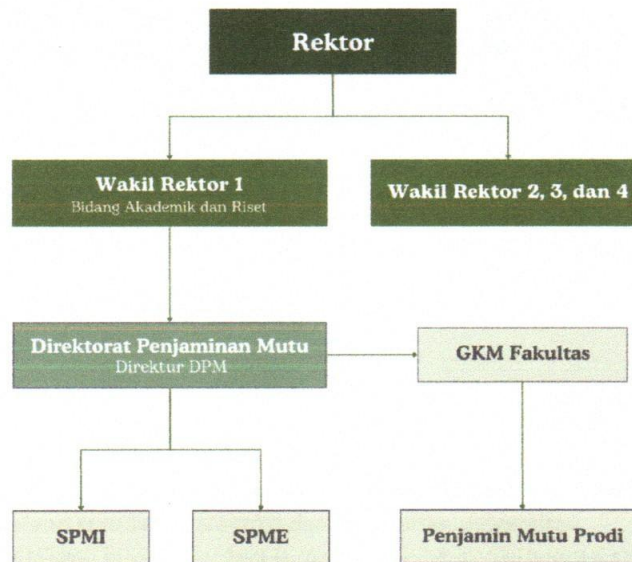 Rektor
Wakil Rektor 1
Bidang Akademik dan Riset
Wakil Rektor 2, 3, dan 4
Direktorat Penjaminan Mutu
Direktur DPM
GKM Fakultas
SPMI
SPME
Penjamin Mutu Prodi